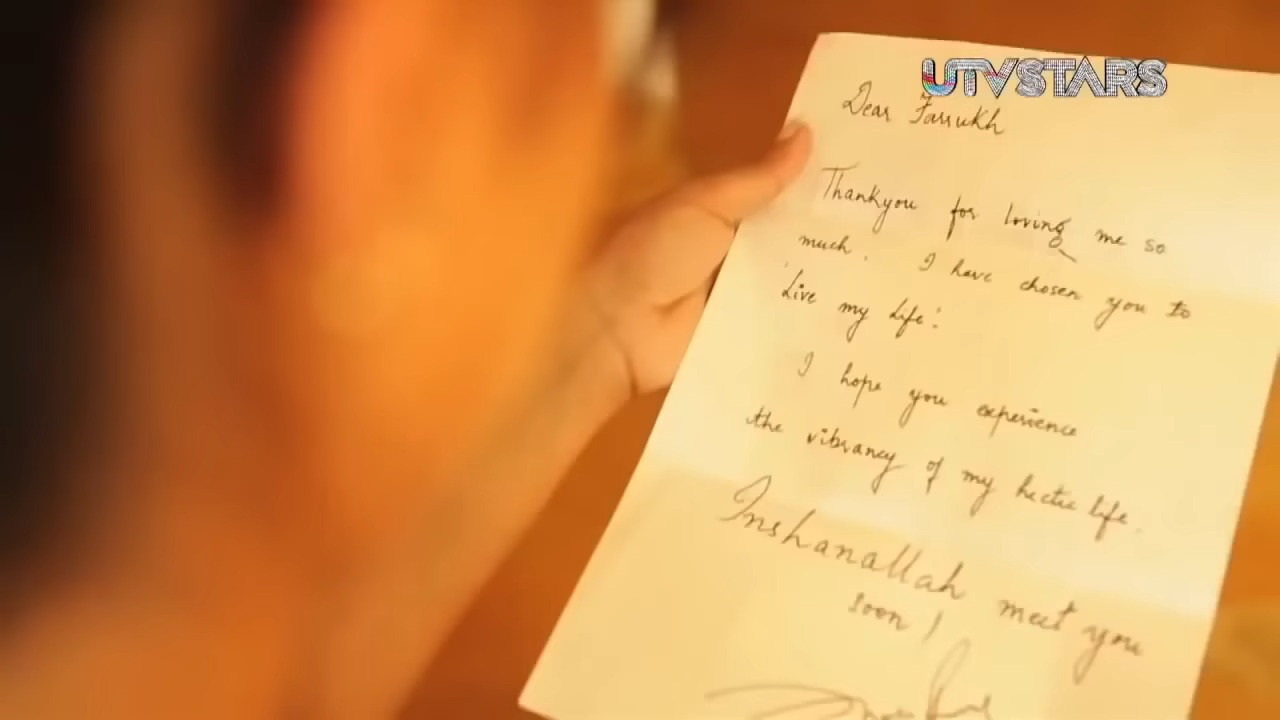 UTVSTARS
Dear Farrukh
Thankyou for loving me so
much. I have chosen you to
'Live my Life'.
I hope you experience
the vibrancy of my hectic life.
Inshanallah meet you
soon!